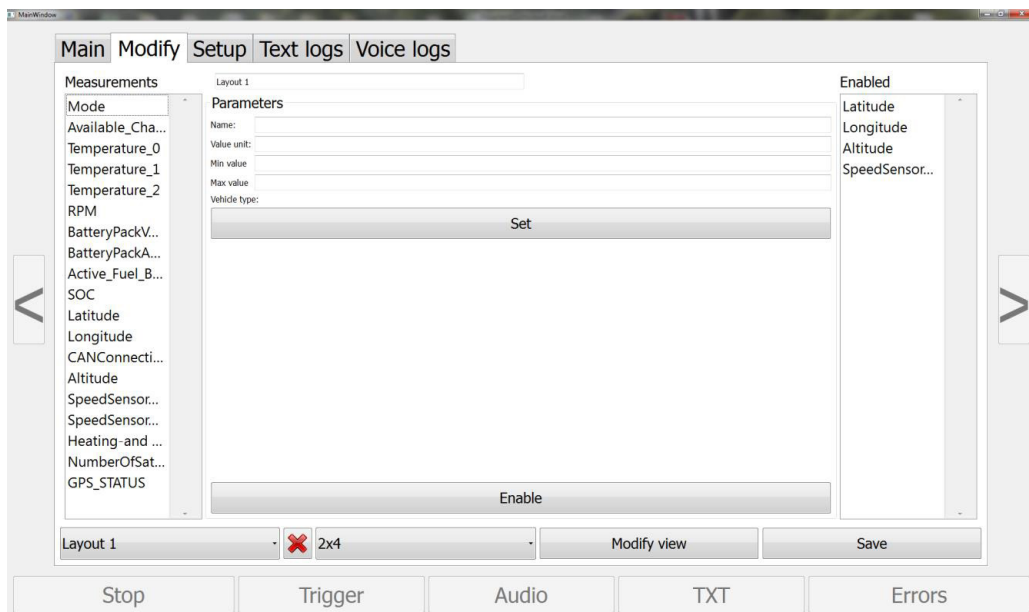 MainWindow
Main Modify Setup Text logs Voice logs
Measurements
Mode
Available_Cha...
Temperature_0
Temperature_1
Temperature_2
RPM
BatteryPackV...
BatteryPackA...
Active_Fuel_B...
SOC
Latitude
Longitude
CANConnecti...
Altitude
SpeedSensor...
SpeedSensor...
Heating-and ...
NumberOfSat...
GPS_STATUS
Layout 1
Parameters
Name:
Value unit:
Min value
Max value
Vehicle type:
Set
Enable
Enabled
Latitude
Longitude
Altitude
SpeedSensor...
<
>
Layout 1 2x4 Modify view Save
Stop Trigger Audio TXT Errors